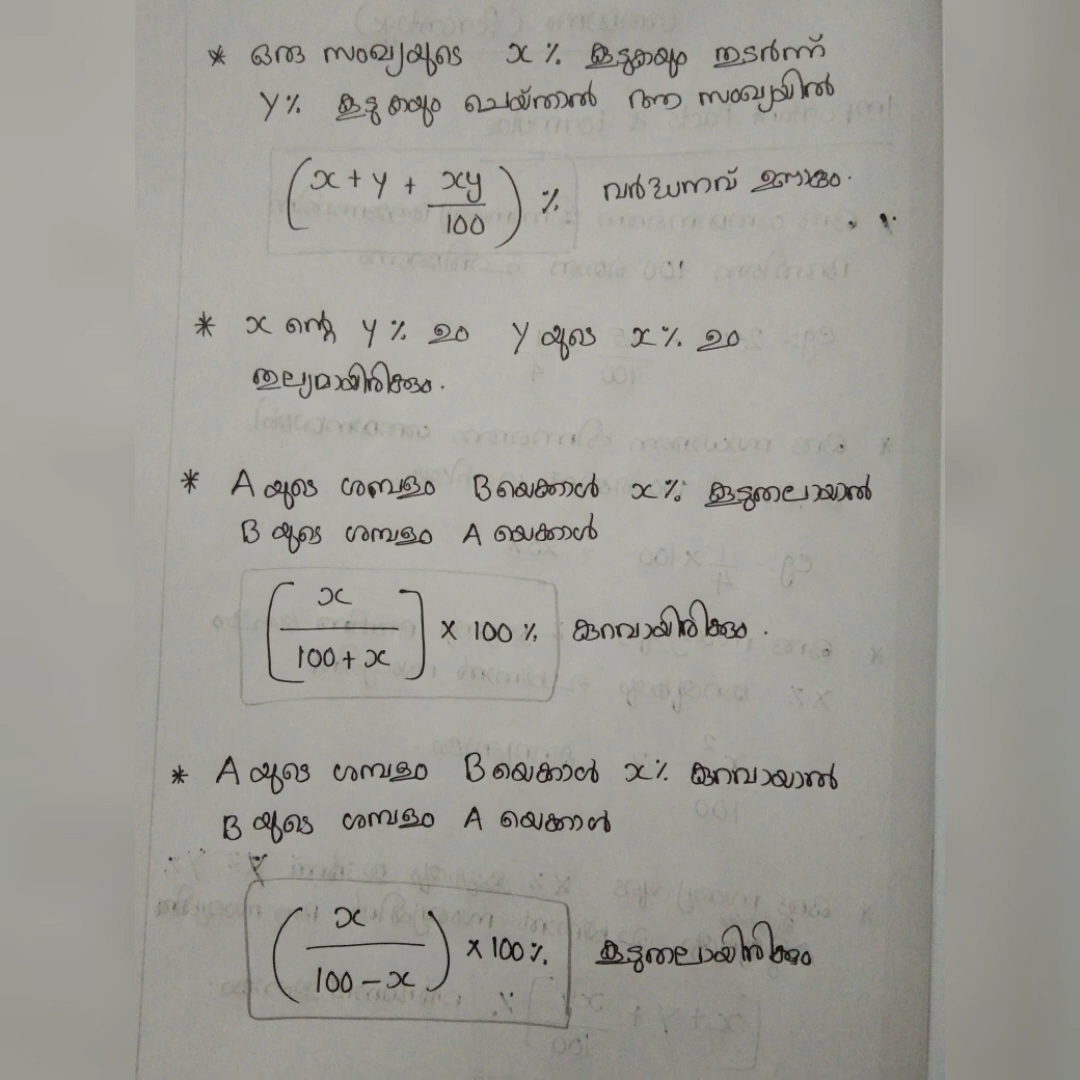 * ഒരു സംഖ്യയുടെ x % കൂട്ടുകയും തുടർന്ന്
y % കൂട്ടുകയും ചെയ്താൽ ആ സംഖ്യയിൽ
(x + y + xy/100) % വർദ്ധനവ് ഉണ്ടാകും.
* x ന്റെ y % ഉം y യുടെ x % ഉം
തുല്യമായിരിക്കും.
* A യുടെ ശമ്പളം B യെക്കാൾ x % കൂടുതലായാൽ
B യുടെ ശമ്പളം A യെക്കാൾ
[x/100 + x] × 100 % കുറവായിരിക്കും.
* A യുടെ ശമ്പളം B യെക്കാൾ x % കുറവായാൽ
B യുടെ ശമ്പളം A യെക്കാൾ
(x/100 - x) × 100 % കൂടുതലായിരിക്കും